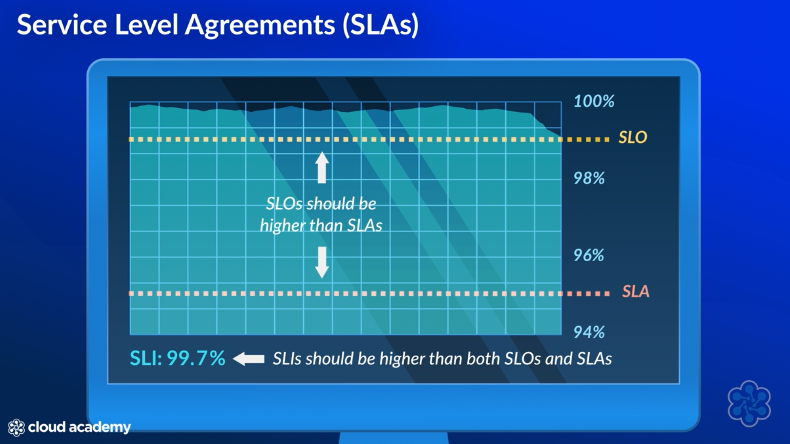 Service Level Agreements (SLAs)
100%
SLO
98%
SLOs should be
higher than SLAs
96%
SLA
94%
SLI: 99.7%
SLIs should be higher than both SLOs and SLAs
cloud academy